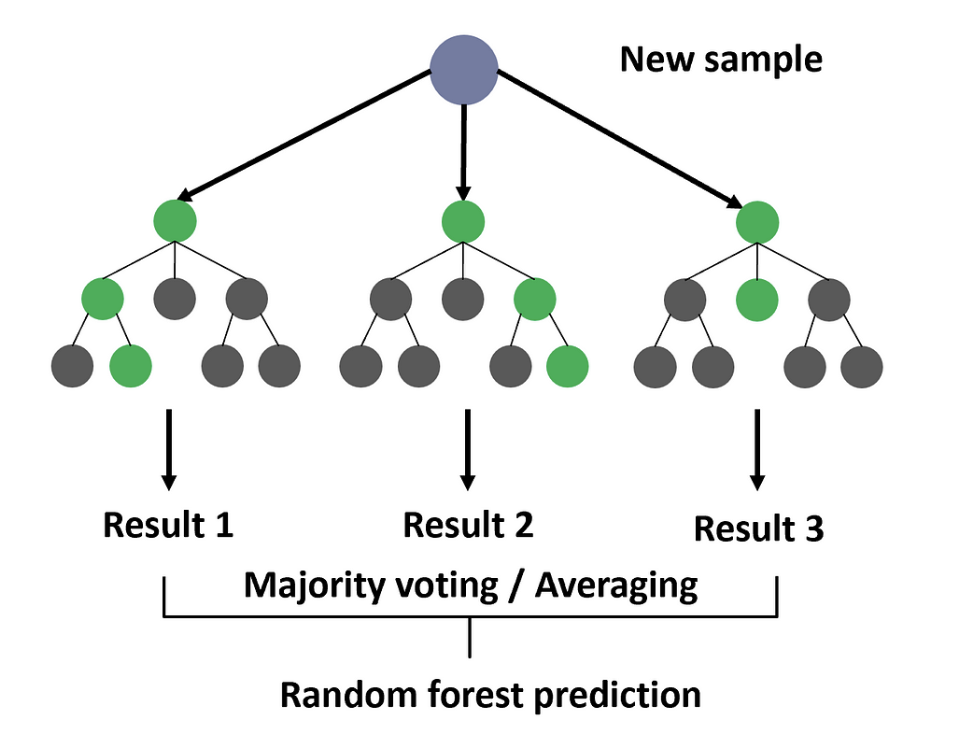 New sample
Result 1
Result 2
Result 3
Majority voting / Averaging
Random forest prediction